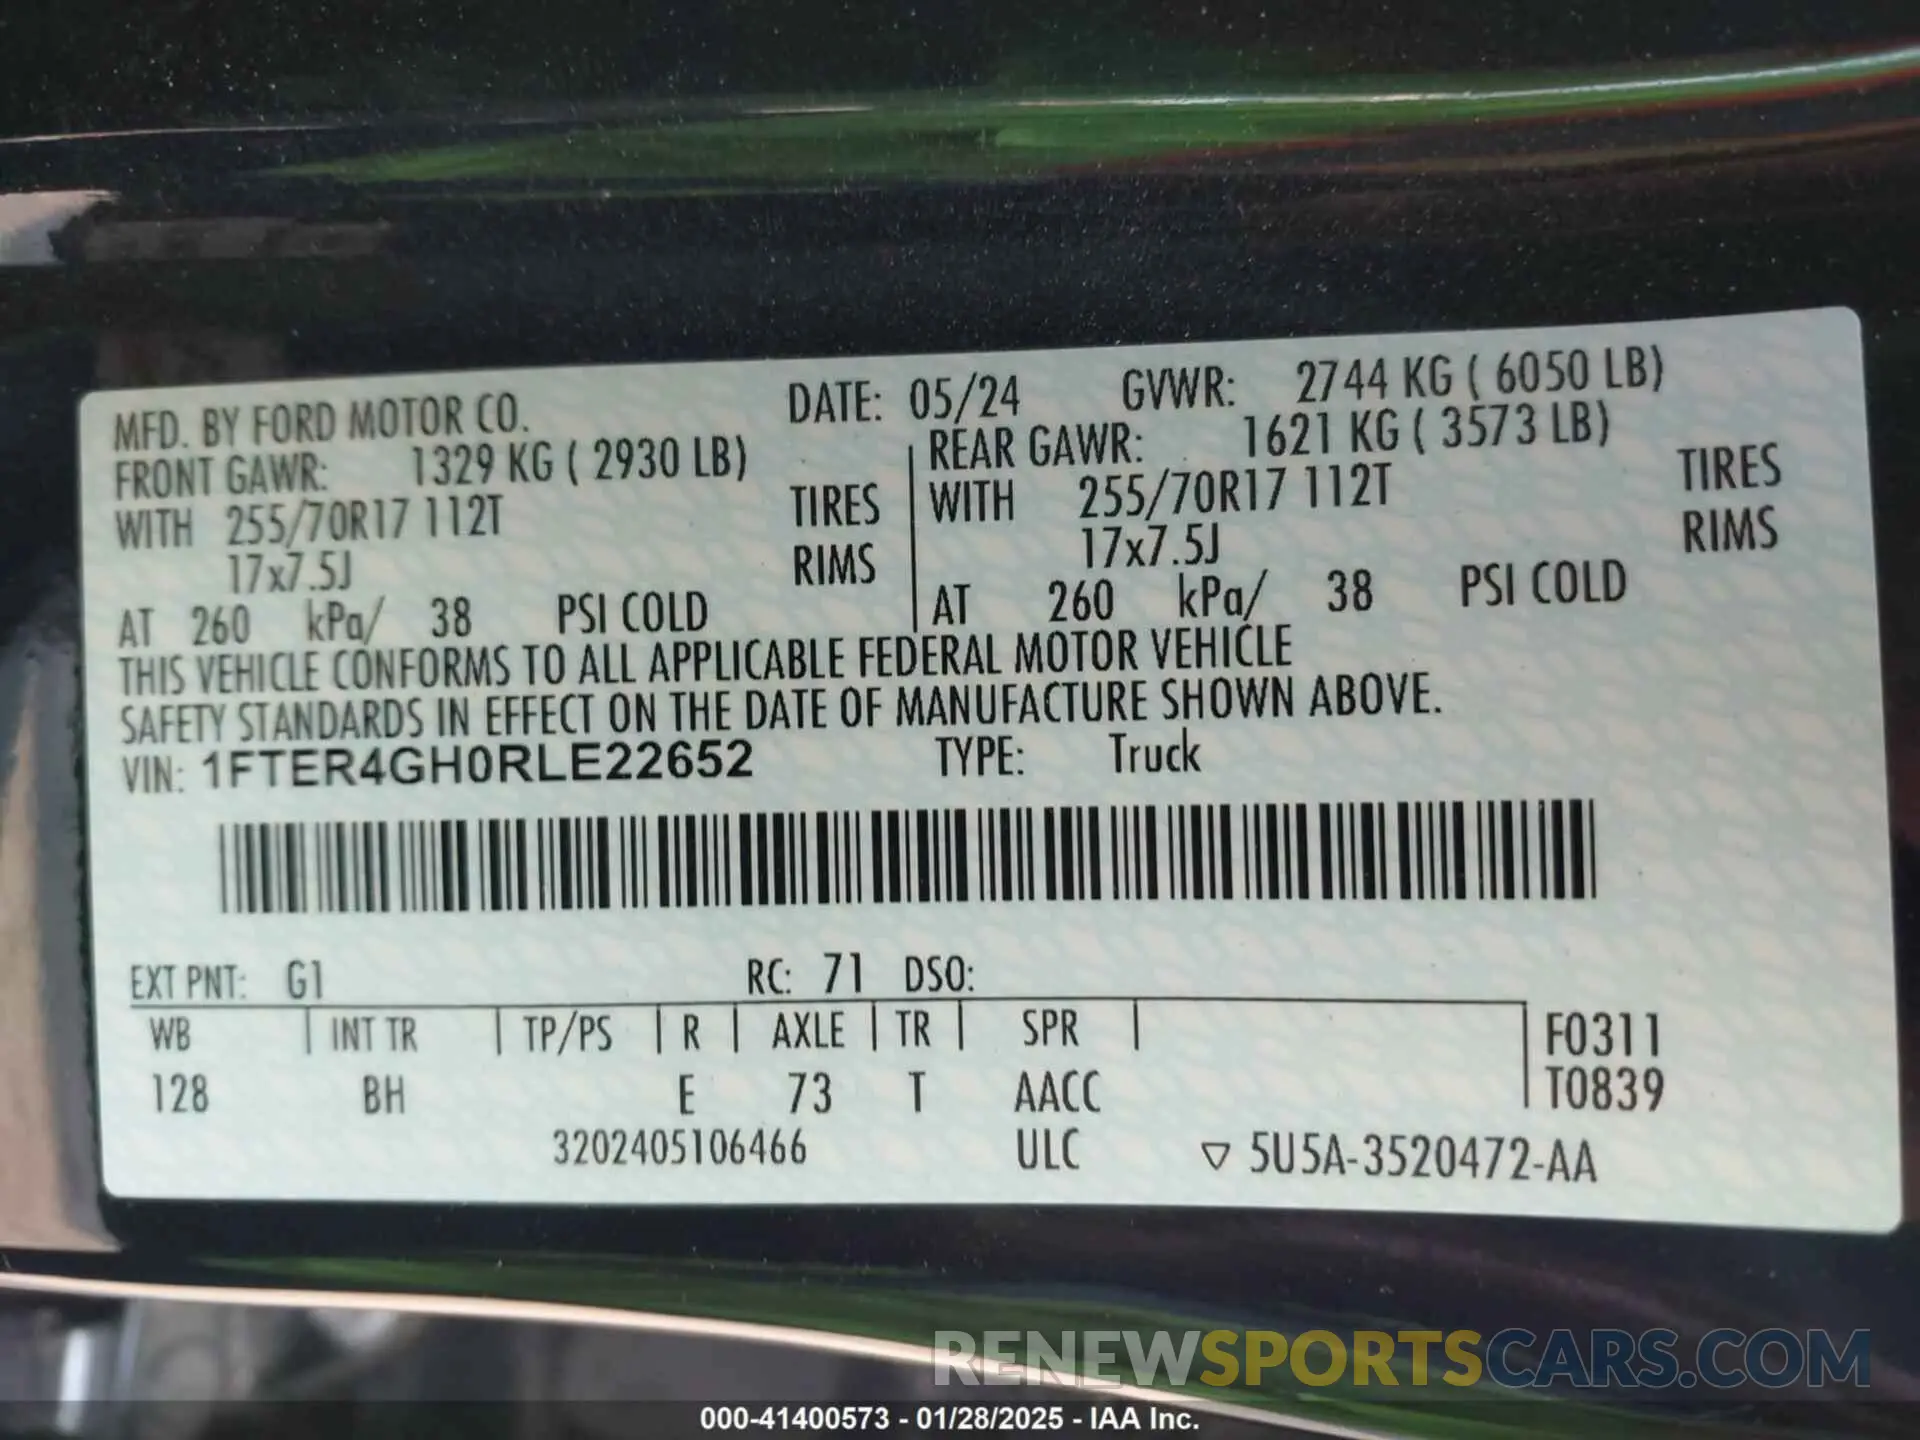 MFD. BY FORD MOTOR CO. DATE: 05/24 GVWR: 2744 KG ( 6050 LB)
FRONT GAWR: 1329 KG ( 2930 LB) REAR GAWR: 1621 KG ( 3573 LB)
WITH 255/70R17 112T TIRES WITH 255/70R17 112T TIRES
17x7.5J RIMS 17x7.5J RIMS
AT 260 kPa/ 38 PSI COLD AT 260 kPa/ 38 PSI COLD
THIS VEHICLE CONFORMS TO ALL APPLICABLE FEDERAL MOTOR VEHICLE
SAFETY STANDARDS IN EFFECT ON THE DATE OF MANUFACTURE SHOWN ABOVE.
VIN: 1FTER4GH0RLE22652 TYPE: Truck
EXT PNT: G1 RC: 71 DSO:
WB INT TR TP/PS R AXLE TR SPR F0311
128 BH E 73 T AACC T0839
3202405106466 ULC ▽ 5U5A-3520472-AA
RENEWSPORTSCARS.COM
000-41400573 - 01/28/2025 - IAA Inc.